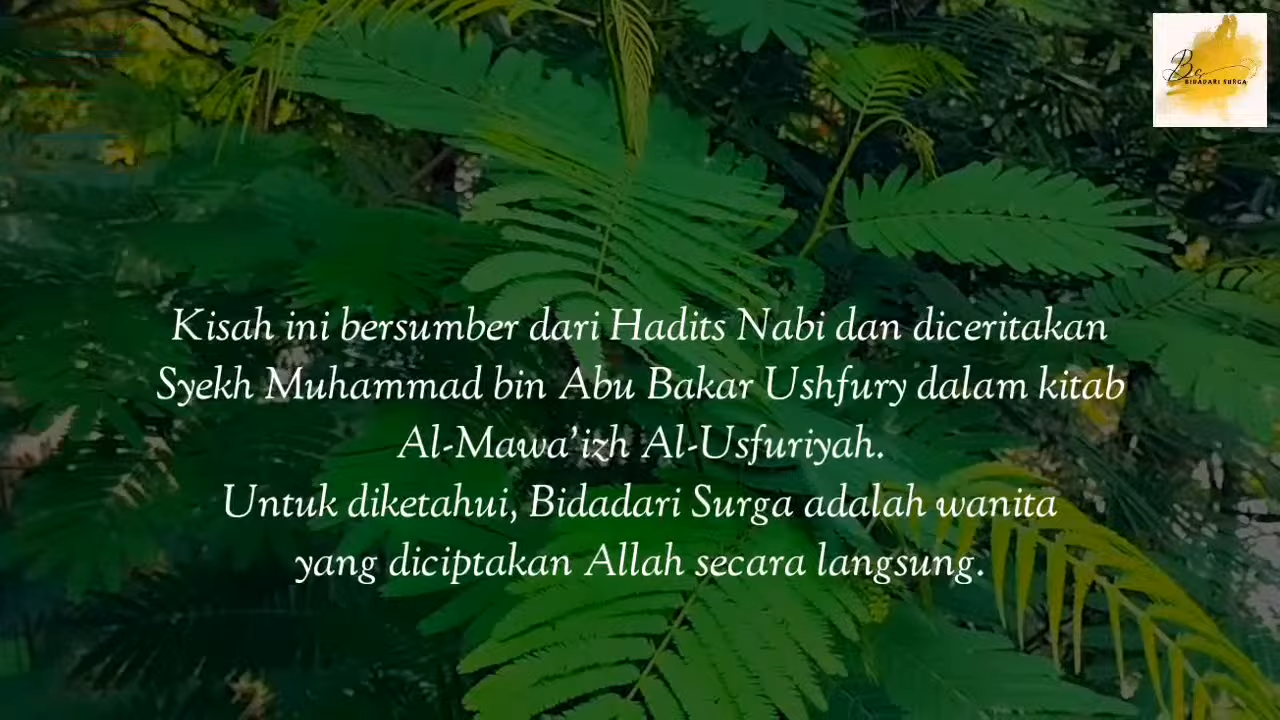 Bs
BIDADARI SURGA
Kisah ini bersumber dari Hadits Nabi dan diceritakan
Syekh Muhammad bin Abu Bakar Ushfury dalam kitab
Al-Mawa’izh Al-Usfuriyah.
Untuk diketahui, Bidadari Surga adalah wanita
yang diciptakan Allah secara langsung.